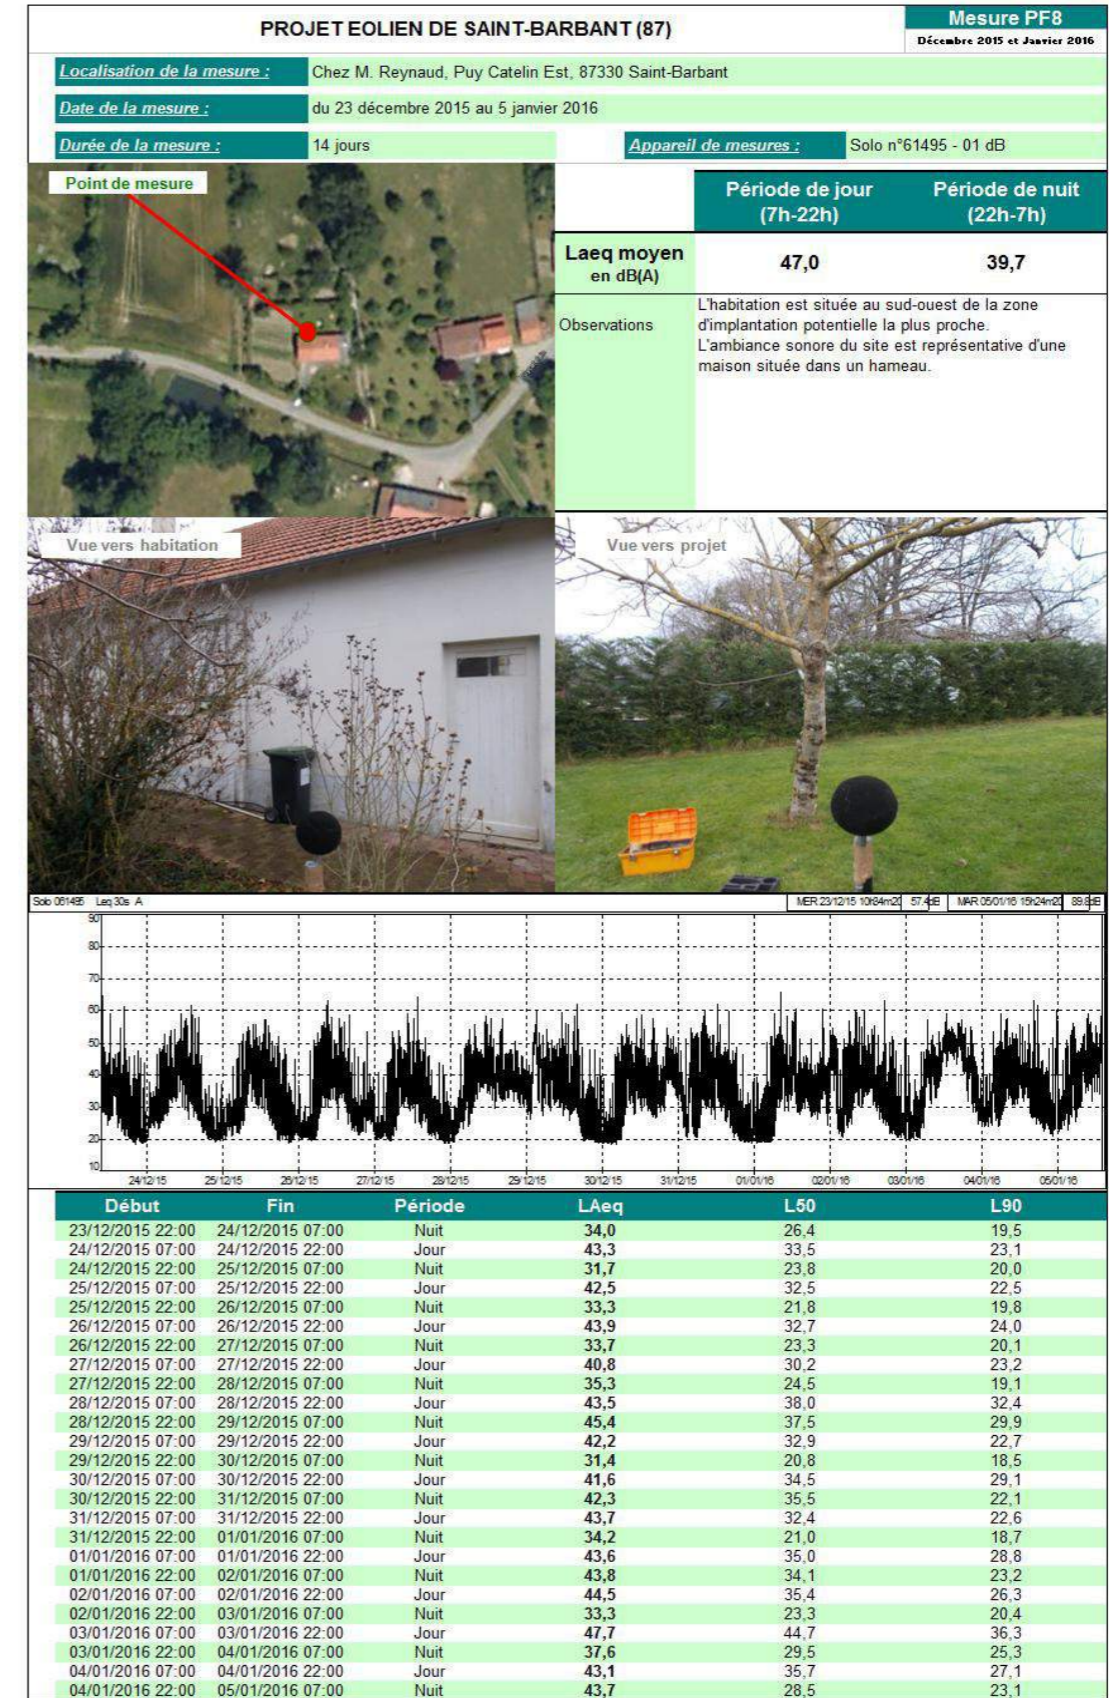 PROJET EOLIEN DE SAINT-BARBANT (87)
Mesure PF8
Décembre 2015 et Janvier 2016
Localisation de la mesure : Chez M. Reynaud, Puy Catelin Est, 87330 Saint-Barbant
Date de la mesure : du 23 décembre 2015 au 5 janvier 2016
Durée de la mesure : 14 jours Appareil de mesures : Solo n°61495 - 01 dB
Point de mesure
Période de jour (7h-22h) Période de nuit (22h-7h)
Laeq moyen en dB(A) 47,0 39,7
Observations
L'habitation est située au sud-ouest de la zone
d'implantation potentielle la plus proche.
L'ambiance sonore du site est représentative d'une
maison située dans un hameau.
Vue vers habitation
Vue vers projet
Solo 061495 Leq 30s A MER 23/12/15 10h34m20 57.4dB MAR 05/01/16 15h24m20 89.8dB
90
80
70
60
50
40
30
20
10
24/12/15 25/12/15 26/12/15 27/12/15 28/12/15 29/12/15 30/12/15 31/12/15 01/01/16 02/01/16 03/01/16 04/01/16 05/01/16
Début Fin Période LAeq L50 L90
23/12/2015 22:00 24/12/2015 07:00 Nuit 34,0 26,4 19,5
24/12/2015 07:00 24/12/2015 22:00 Jour 43,3 33,5 23,1
24/12/2015 22:00 25/12/2015 07:00 Nuit 31,7 23,8 20,0
25/12/2015 07:00 25/12/2015 22:00 Jour 42,5 32,5 22,5
25/12/2015 22:00 26/12/2015 07:00 Nuit 33,3 21,8 19,8
26/12/2015 07:00 26/12/2015 22:00 Jour 43,9 32,7 24,0
26/12/2015 22:00 27/12/2015 07:00 Nuit 33,7 23,3 20,1
27/12/2015 07:00 27/12/2015 22:00 Jour 40,8 30,2 23,2
27/12/2015 22:00 28/12/2015 07:00 Nuit 35,3 24,5 19,1
28/12/2015 07:00 28/12/2015 22:00 Jour 43,5 38,0 32,4
28/12/2015 22:00 29/12/2015 07:00 Nuit 45,4 37,5 29,9
29/12/2015 07:00 29/12/2015 22:00 Jour 42,2 32,9 22,7
29/12/2015 22:00 30/12/2015 07:00 Nuit 31,4 20,8 18,5
30/12/2015 07:00 30/12/2015 22:00 Jour 41,6 34,5 29,1
30/12/2015 22:00 31/12/2015 07:00 Nuit 42,3 35,5 22,1
31/12/2015 07:00 31/12/2015 22:00 Jour 43,7 32,4 22,6
31/12/2015 22:00 01/01/2016 07:00 Nuit 34,2 21,0 18,7
01/01/2016 07:00 01/01/2016 22:00 Jour 43,6 35,0 28,8
01/01/2016 22:00 02/01/2016 07:00 Nuit 43,8 34,1 23,2
02/01/2016 07:00 02/01/2016 22:00 Jour 44,5 35,4 26,3
02/01/2016 22:00 03/01/2016 07:00 Nuit 33,3 23,3 20,4
03/01/2016 07:00 03/01/2016 22:00 Jour 47,7 44,7 36,3
03/01/2016 22:00 04/01/2016 07:00 Nuit 37,6 29,5 25,3
04/01/2016 07:00 04/01/2016 22:00 Jour 43,1 35,7 27,1
04/01/2016 22:00 05/01/2016 07:00 Nuit 43,7 28,5 23,1